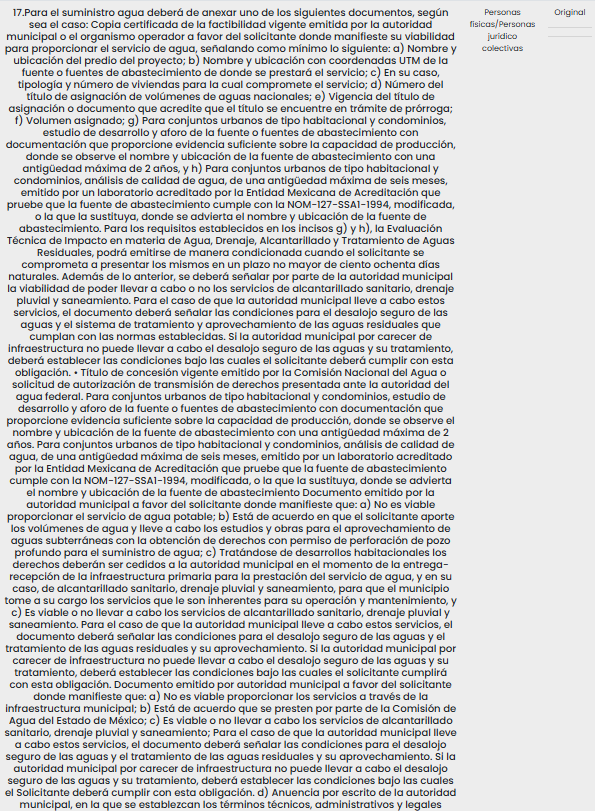 17.Para el suministro agua deberá de anexar uno de los siguientes documentos, según
sea el caso: Copia certificada de la factibilidad vigente emitida por la autoridad
municipal o el organismo operador a favor del solicitante donde manifieste su viabilidad
para proporcionar el servicio de agua, señalando como mínimo lo siguiente: a) Nombre y
ubicación del predio del proyecto; b) Nombre y ubicación con coordenadas UTM de la
fuente o fuentes de abastecimiento de donde se prestará el servicio; c) En su caso,
tipología y número de viviendas para la cual compromete el servicio; d) Número del
título de asignación de volúmenes de aguas nacionales; e) Vigencia del título de
asignación o documento que acredite que el título se encuentre en trámite de prórroga;
f) Volumen asignado; g) Para conjuntos urbanos de tipo habitacional y condominios,
estudio de desarrollo y aforo de la fuente o fuentes de abastecimiento con
documentación que proporcione evidencia suficiente sobre la capacidad de producción,
donde se observe el nombre y ubicación de la fuente de abastecimiento con una
antigüedad máxima de 2 años, y h) Para conjuntos urbanos de tipo habitacional y
condominios, análisis de calidad de agua, de una antigüedad máxima de seis meses,
emitido por un laboratorio acreditado por la Entidad Mexicana de Acreditación que
pruebe que la fuente de abastecimiento cumple con la NOM-127-SSA1-1994, modificada,
o la que la sustituya, donde se advierta el nombre y ubicación de la fuente de
abastecimiento. Para los requisitos establecidos en los incisos g) y h), la Evaluación
Técnica de Impacto en materia de Agua, Drenaje, Alcantarillado y Tratamiento de Aguas
Residuales, podrá emitirse de manera condicionada cuando el solicitante se
comprometa a presentar los mismos en un plazo no mayor de ciento ochenta días
naturales. Además de lo anterior, se deberá señalar por parte de la autoridad municipal
la viabilidad de poder llevar a cabo o no los servicios de alcantarillado sanitario, drenaje
pluvial y saneamiento. Para el caso de que la autoridad municipal lleve a cabo estos
servicios, el documento deberá señalar las condiciones para el desalojo seguro de las
aguas y el sistema de tratamiento y aprovechamiento de las aguas residuales que
cumplan con las normas establecidas. Si la autoridad municipal por carecer de
infraestructura no puede llevar a cabo el desalojo seguro de las aguas y su tratamiento,
deberá establecer las condiciones bajo las cuales el solicitante deberá cumplir con esta
obligación. • Título de concesión vigente emitido por la Comisión Nacional del Agua o
solicitud de autorización de transmisión de derechos presentada ante la autoridad del
agua federal. Para conjuntos urbanos de tipo habitacional y condominios, estudio de
desarrollo y aforo de la fuente o fuentes de abastecimiento con documentación que
proporcione evidencia suficiente sobre la capacidad de producción, donde se observe el
nombre y ubicación de la fuente de abastecimiento con una antigüedad máxima de 2
años. Para conjuntos urbanos de tipo habitacional y condominios, análisis de calidad de
agua, de una antigüedad máxima de seis meses, emitido por un laboratorio acreditado
por la Entidad Mexicana de Acreditación que pruebe que la fuente de abastecimiento
cumple con la NOM-127-SSA1-1994, modificada, o la que la sustituya, donde se advierta
el nombre y ubicación de la fuente de abastecimiento Documento emitido por la
autoridad municipal a favor del solicitante donde manifieste que: a) No es viable
proporcionar el servicio de agua potable; b) Está de acuerdo en que el solicitante aporte
los volúmenes de agua y lleve a cabo los estudios y obras para el aprovechamiento de
aguas subterráneas con la obtención de derechos con permiso de perforación de pozo
profundo para el suministro de agua; c) Tratándose de desarrollos habitacionales los
derechos deberán ser cedidos a la autoridad municipal en el momento de la entrega-
recepción de la infraestructura primaria para la prestación del servicio de agua, y en su
caso, de alcantarillado sanitario, drenaje pluvial y saneamiento, para que el municipio
tome a su cargo los servicios que le son inherentes para su operación y mantenimiento, y
c) Es viable o no llevar a cabo los servicios de alcantarillado sanitario, drenaje pluvial y
saneamiento. Para el caso de que la autoridad municipal lleve a cabo estos servicios, el
documento deberá señalar las condiciones para el desalojo seguro de las aguas y el
tratamiento de las aguas residuales y su aprovechamiento. Si la autoridad municipal por
carecer de infraestructura no puede llevar a cabo el desalojo seguro de las aguas y su
tratamiento, deberá establecer las condiciones bajo las cuales el solicitante cumplirá
con esta obligación. Documento emitido por autoridad municipal a favor del solicitante
donde manifieste que: a) No es viable proporcionar los servicios a través de la
infraestructura municipal; b) Está de acuerdo que se presten por parte de la Comisión de
Agua del Estado de México; c) Es viable o no llevar a cabo los servicios de alcantarillado
sanitario, drenaje pluvial y saneamiento; Para el caso de que la autoridad municipal lleve
a cabo estos servicios, el documento deberá señalar las condiciones para el desalojo
seguro de las aguas y el tratamiento de las aguas residuales y su aprovechamiento. Si la
autoridad municipal por carecer de infraestructura no puede llevar a cabo el desalojo
seguro de las aguas y su tratamiento, deberá establecer las condiciones bajo las cuales
el Solicitante deberá cumplir con esta obligación. d) Anuencia por escrito de la autoridad
municipal, en la que se establezcan los términos técnicos, administrativos y legales
Personas
físicas/Personas
jurídico
colectivas
Original